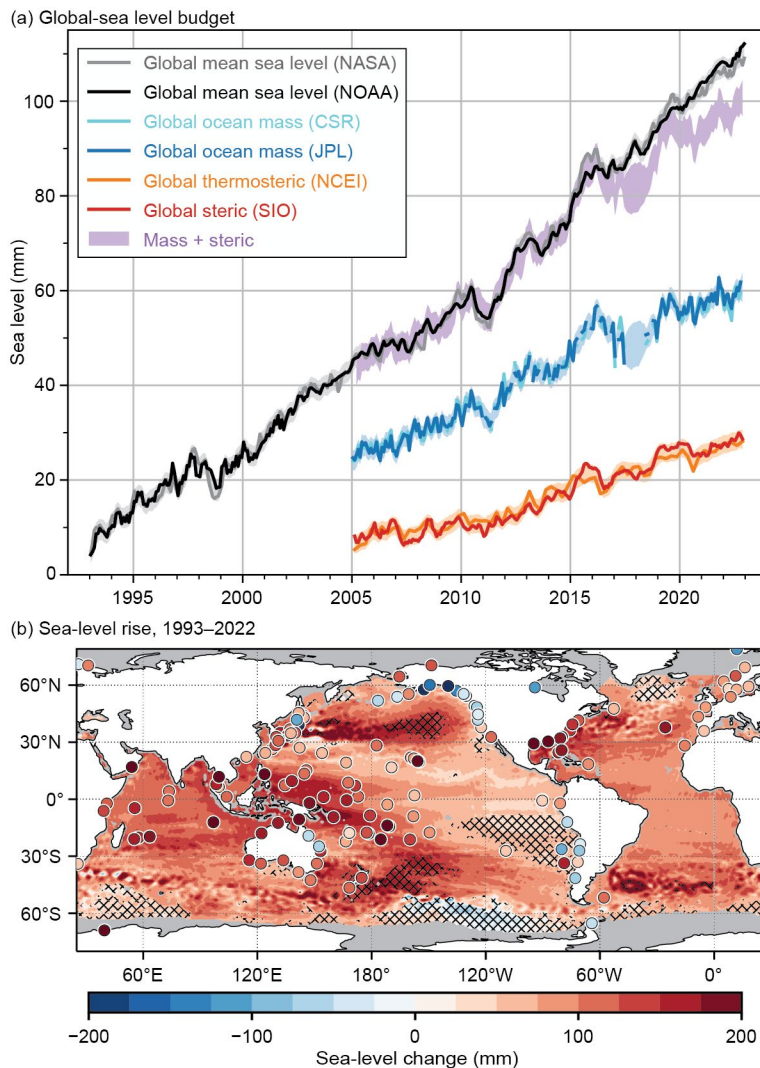 (a) Global-sea level budget
Global mean sea level (NASA)
Global mean sea level (NOAA)
Global ocean mass (CSR)
Global ocean mass (JPL)
Global thermosteric (NCEI)
Global steric (SIO)
Mass + steric
Sea level (mm)
100
80
60
40
20
0
1995 2000 2005 2010 2015 2020
(b) Sea-level rise, 1993–2022
60°N
30°N
0°
30°S
60°S
60°E 120°E 180° 120°W 60°W 0°
−200 −100 0 100 200
Sea-level change (mm)